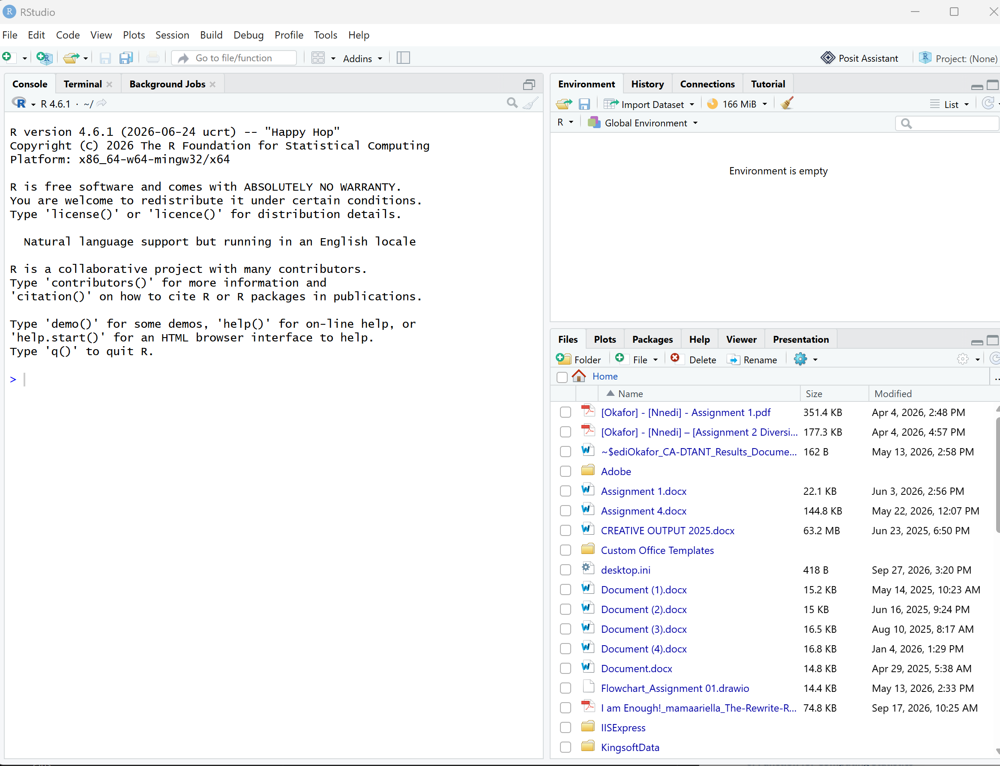 RStudio
File Edit Code View Plots Session Build Debug Profile Tools Help
Go to file/function Addins Posit Assistant Project: (None)
Console Terminal Background Jobs
R 4.6.1 · ~/
R version 4.6.1 (2026-06-24 ucrt) -- "Happy Hop"
Copyright (C) 2026 The R Foundation for Statistical Computing
Platform: x86_64-w64-mingw32/x64
R is free software and comes with ABSOLUTELY NO WARRANTY.
You are welcome to redistribute it under certain conditions.
Type 'license()' or 'licence()' for distribution details.
Natural language support but running in an English locale
R is a collaborative project with many contributors.
Type 'contributors()' for more information and
'citation()' on how to cite R or R packages in publications.
Type 'demo()' for some demos, 'help()' for on-line help, or
'help.start()' for an HTML browser interface to help.
Type 'q()' to quit R.
>
Environment History Connections Tutorial
Import Dataset 166 MiB List
R Global Environment
Environment is empty
Files Plots Packages Help Viewer Presentation
Folder File Delete Rename
Home ..
Name Size Modified
[Okafor] - [Nnedi] - Assignment 1.pdf 351.4 KB Apr 4, 2026, 2:48 PM
[Okafor] - [Nnedi] – [Assignment 2 Diversi... 177.3 KB Apr 4, 2026, 4:57 PM
~$ediOkafor_CA-DTANT_Results_Docume... 162 B May 13, 2026, 2:58 PM
Adobe
Assignment 1.docx 22.1 KB Jun 3, 2026, 2:56 PM
Assignment 4.docx 144.8 KB May 22, 2026, 12:07 PM
CREATIVE OUTPUT 2025.docx 63.2 MB Jun 23, 2025, 6:50 PM
Custom Office Templates
desktop.ini 418 B Sep 27, 2026, 3:20 PM
Document (1).docx 15.2 KB May 14, 2025, 10:23 AM
Document (2).docx 15 KB Jun 16, 2025, 9:24 PM
Document (3).docx 16.5 KB Aug 10, 2025, 8:17 AM
Document (4).docx 16.8 KB Jan 4, 2026, 1:29 PM
Document.docx 14.8 KB Apr 29, 2025, 5:38 AM
Flowchart_Assignment 01.drawio 14.4 KB May 13, 2026, 2:33 PM
I am Enough!_mamaariella_The-Rewrite-R... 74.8 KB Sep 17, 2026, 10:25 AM
IISExpress
KingsoftData